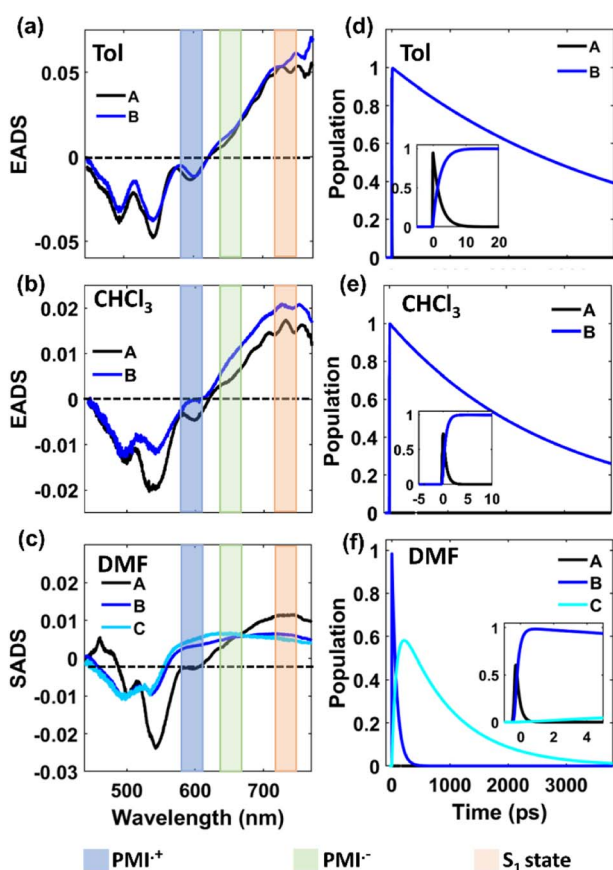 (a)
Tol
A
B
EADS
0.05
0
-0.05
(d)
Tol
A
B
Population
1
0.8
0.6
0.4
0.2
0
1
0.5
0
0
10
20
(b)
CHCl3
A
B
EADS
0.02
0.01
0
-0.01
-0.02
(e)
CHCl3
A
B
Population
1
0.8
0.6
0.4
0.2
0
1
0.5
0
-5
0
5
10
(c)
DMF
A
B
C
SADS
0.02
0.01
0
-0.01
-0.03
500
600
700
Wavelength (nm)
(f)
DMF
A
B
C
Population
1
0.8
0.6
0.4
0.2
0
1
0.5
0
0
2
4
0
1000
2000
3000
Time (ps)
PMI·+
PMI·-
S1 state